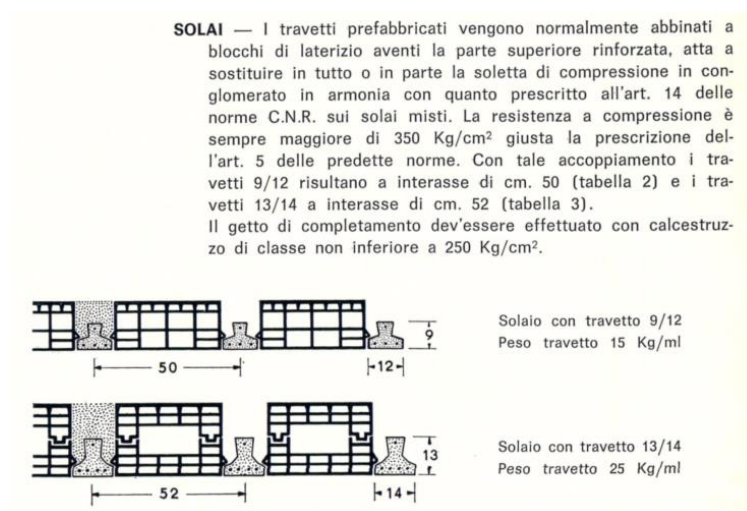 SOLAI — I travetti prefabbricati vengono normalmente abbinati a
blocchi di laterizio aventi la parte superiore rinforzata, atta a
sostituire in tutto o in parte la soletta di compressione in con-
glomerato in armonia con quanto prescritto all'art. 14 delle
norme C.N.R. sui solai misti. La resistenza a compressione è
sempre maggiore di 350 Kg/cm² giusta la prescrizione del-
l'art. 5 delle predette norme. Con tale accoppiamento i tra-
vetti 9/12 risultano a interasse di cm. 50 (tabella 2) e i tra-
vetti 13/14 a interasse di cm. 52 (tabella 3).
Il getto di completamento dev'essere effettuato con calcestruz-
zo di classe non inferiore a 250 Kg/cm².
9
50
12
Solaio con travetto 9/12
Peso travetto 15 Kg/ml
13
52
14
Solaio con travetto 13/14
Peso travetto 25 Kg/ml